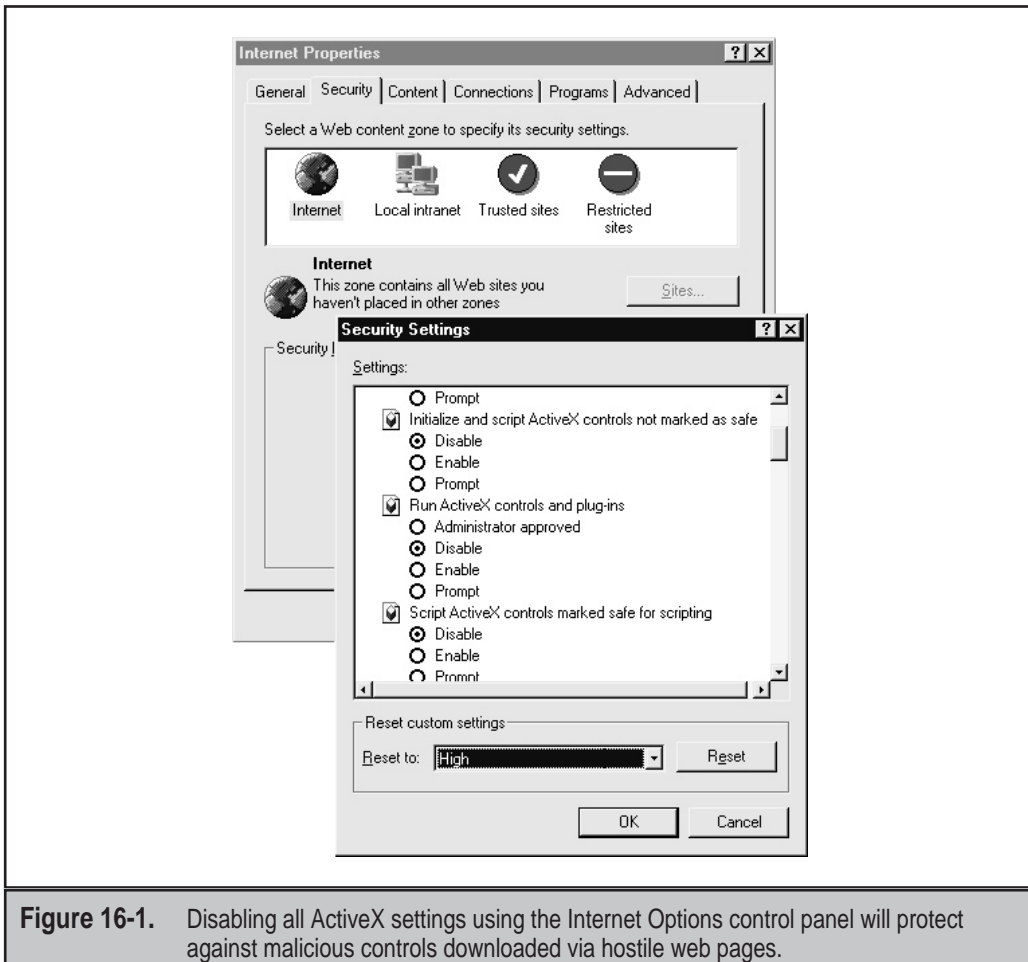 Internet Properties
General Security Content Connections Programs Advanced
Select a Web content zone to specify its security settings.
Internet Local intranet Trusted sites Restricted sites
Internet
This zone contains all Web sites you
haven't placed in other zones
Sites...
Security
Security Settings
Settings:
Prompt
Initialize and script ActiveX controls not marked as safe
Disable
Enable
Prompt
Run ActiveX controls and plug-ins
Administrator approved
Disable
Enable
Prompt
Script ActiveX controls marked safe for scripting
Disable
Enable
Prompt
Reset custom settings
Reset to: High Reset
OK Cancel
Figure 16-1. Disabling all ActiveX settings using the Internet Options control panel will protect
against malicious controls downloaded via hostile web pages.